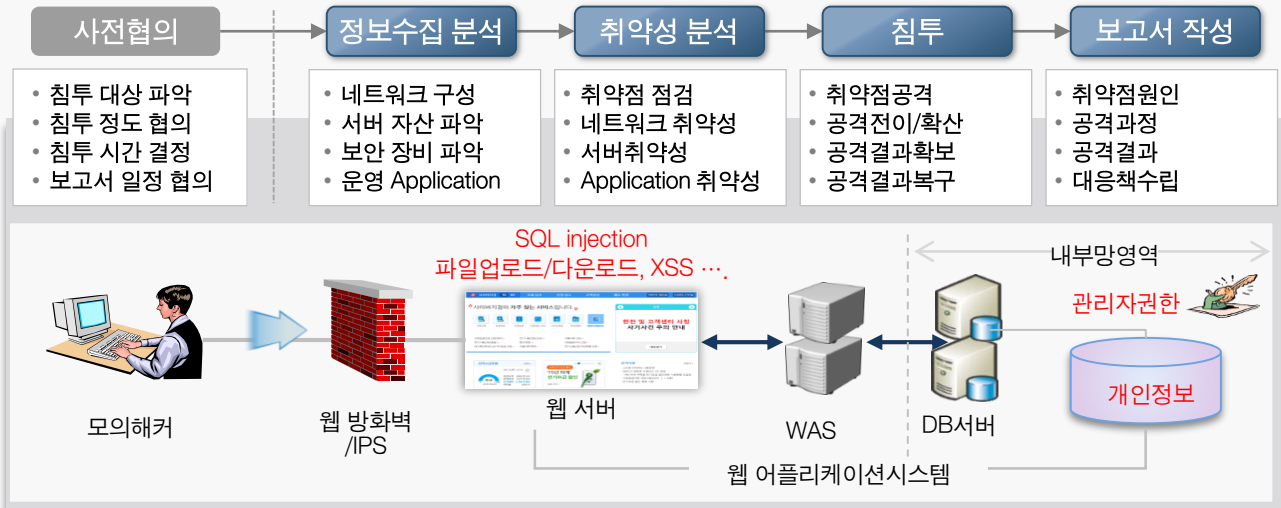 사전협의
정보수집 분석
취약성 분석
침투
보고서 작성
• 침투 대상 파악
• 침투 정도 협의
• 침투 시간 결정
• 보고서 일정 협의
• 네트워크 구성
• 서버 자산 파악
• 보안 장비 파악
• 운영 Application
• 취약점 점검
• 네트워크 취약성
• 서버취약성
• Application 취약성
• 취약점공격
• 공격전이/확산
• 공격결과확보
• 공격결과복구
• 취약점원인
• 공격과정
• 공격결과
• 대응책수립
SQL injection
파일업로드/다운로드, XSS ….
내부망영역
관리자권한
개인정보
모의해커
웹 방화벽
/IPS
웹 서버
WAS
DB서버
웹 어플리케이션시스템